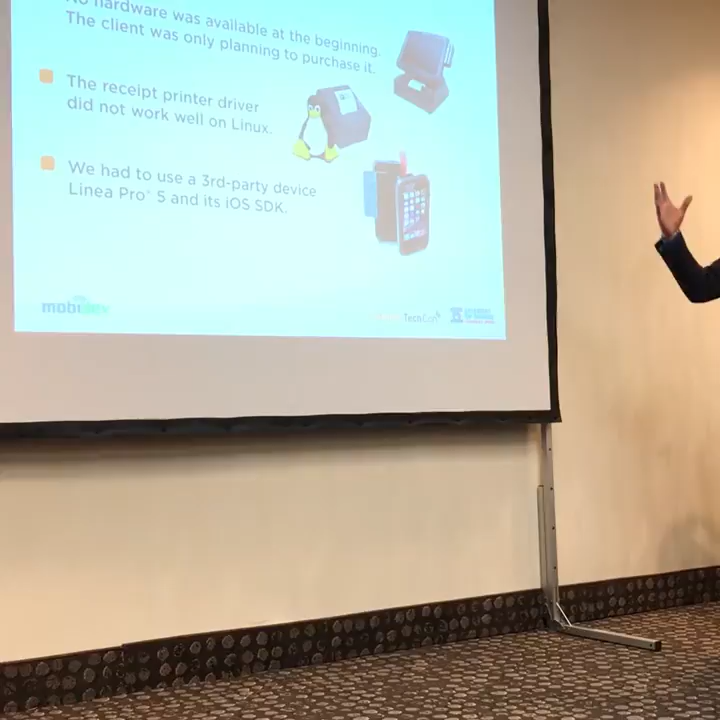 No hardware was available at the beginning.
The client was only planning to purchase it.
The receipt printer driver
did not work well on Linux.
We had to use a 3rd-party device
Linea Pro® 5 and its iOS SDK.
mobidev
TechCon